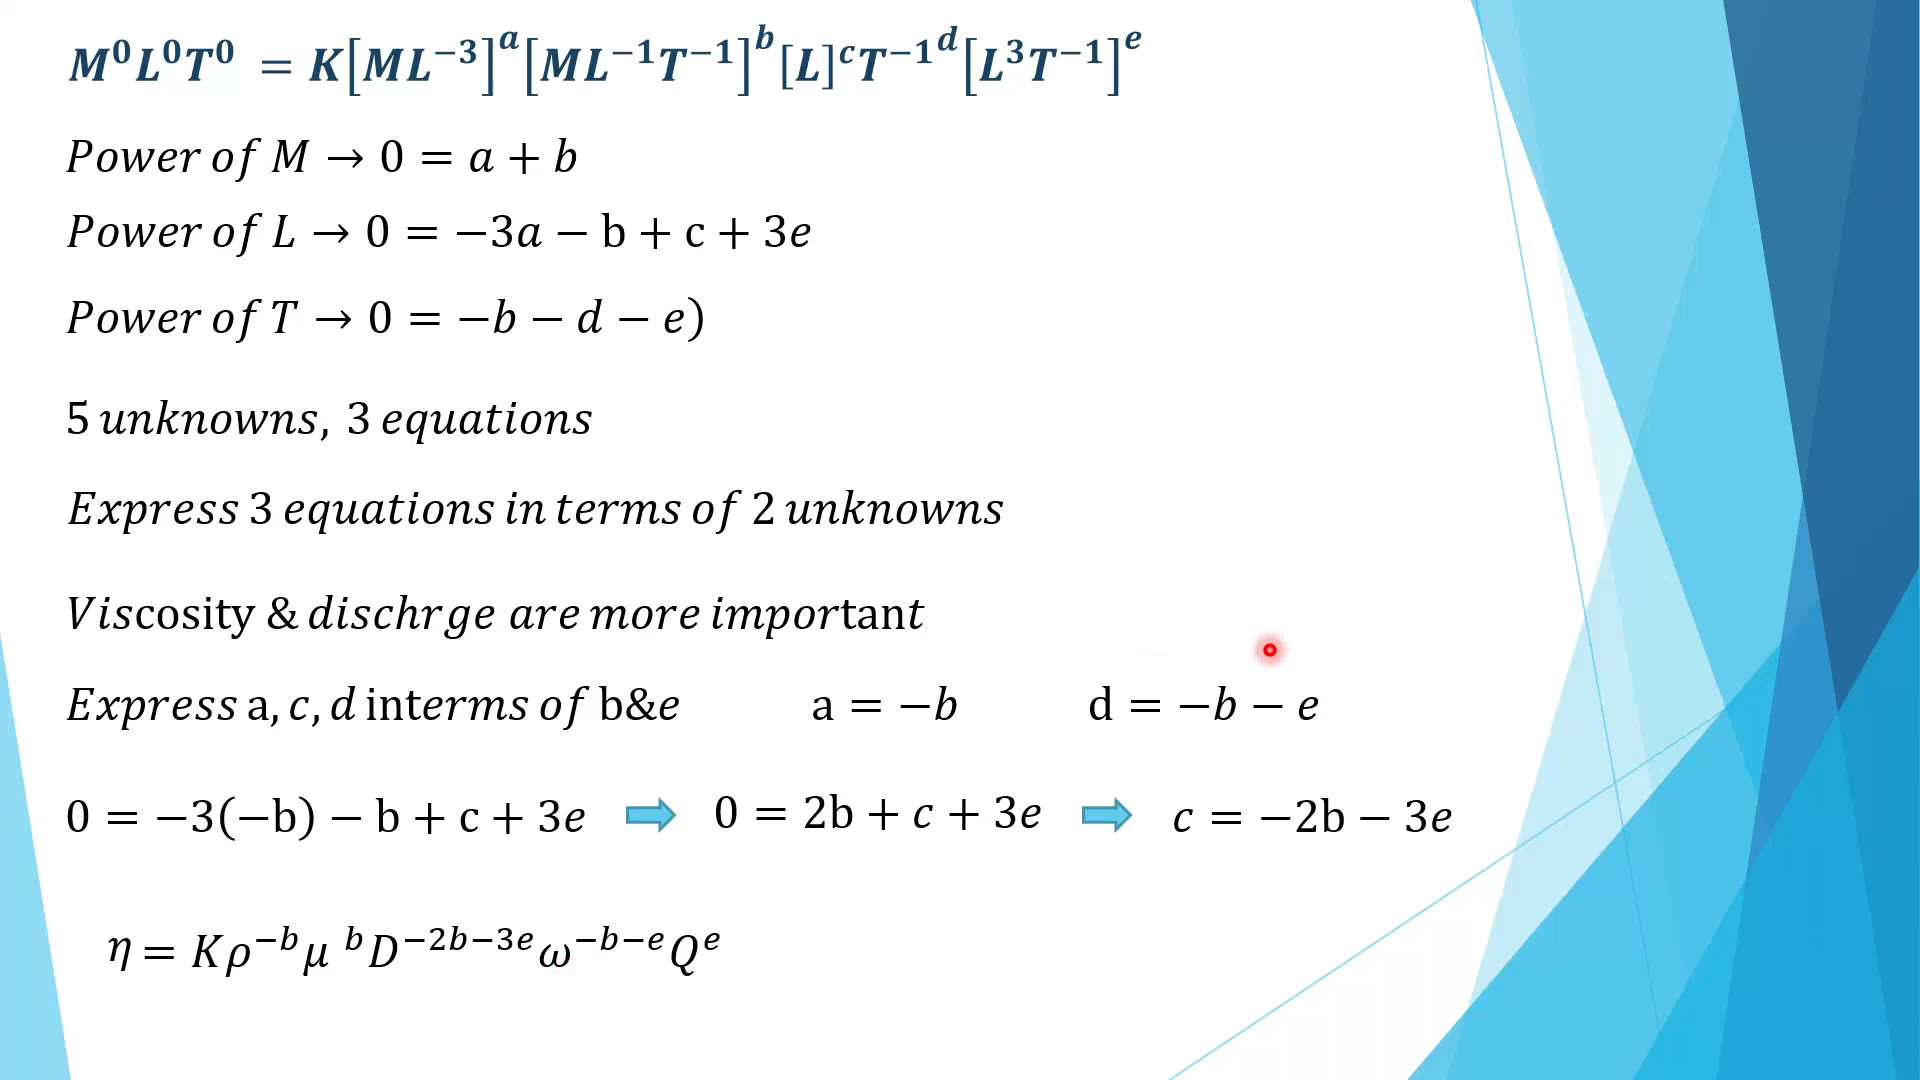 M⁰L⁰T⁰ = K[ML⁻³]ᵃ[ML⁻¹T⁻¹]ᵇ[L]ᶜT⁻¹ᵈ[L³T⁻¹]ᵉ
Power of M → 0 = a + b
Power of L → 0 = −3a − b + c + 3e
Power of T → 0 = −b − d − e)
5 unknowns, 3 equations
Express 3 equations in terms of 2 unknowns
Viscosity & dischrge are more important
Express a, c, d interms of b&e a = −b d = −b − e
0 = −3(−b) − b + c + 3e ⇨ 0 = 2b + c + 3e ⇨ c = −2b − 3e
η = Kρ⁻ᵇμ ᵇD⁻²ᵇ⁻³ᵉω⁻ᵇ⁻ᵉQᵉ